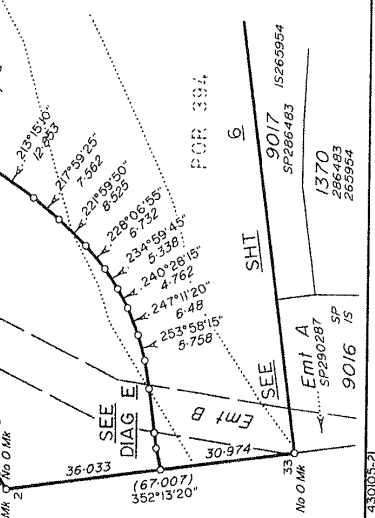 213°15'10"
12·853
217°59'25"
7·562
221°59'50"
8·525
228°06'55"
6·732
234°59'45"
5·338
240°28'15"
4·762
247°11'20"
6·48
253°58'15"
5·758
POR 394
6
9017
SP286483
IS265954
1370
286483
265954
SHT
SEE
Emt A
SP290287
9016
SP
IS
SEE
DIAG E
Emt B
Mk
No O Mk
2
36·033
(67·007)
352°13'20"
30·974
33
No O Mk
430105-21